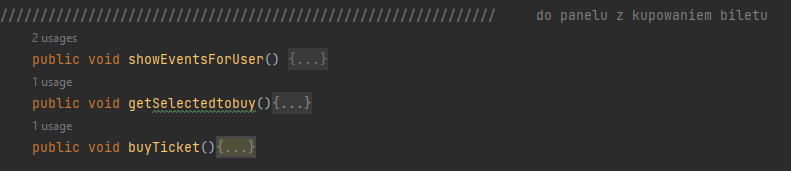 ///////////////////////////////////////////////////////////// do panelu z kupowaniem biletu
2 usages
public void showEventsForUser() {...}
1 usage
public void getSelectedtobuy(){...}
1 usage
public void buyTicket(){...}